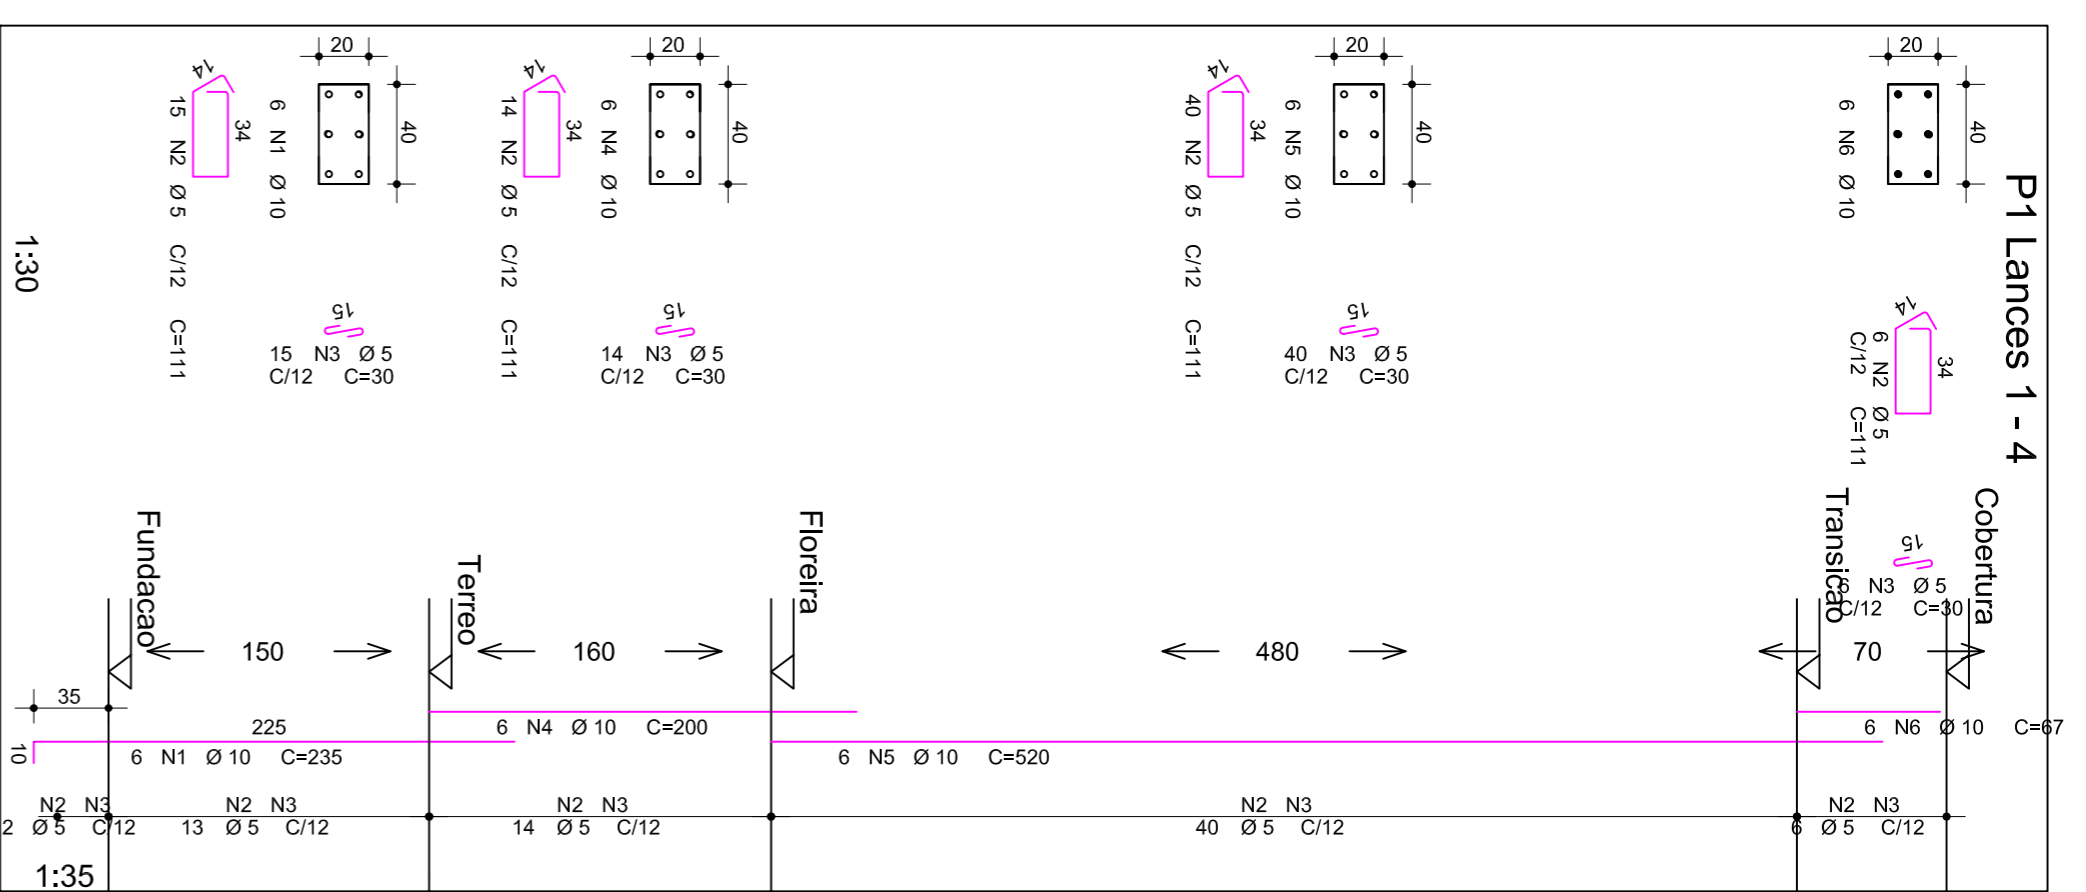 P1 Lances 1 - 4
1:30
20
40
14
34
15 N2 Ø 5 C/12 C=111
6 N1 Ø 10
15
15 N3 Ø 5
C/12 C=30
20
40
14
34
14 N2 Ø 5 C/12 C=111
6 N4 Ø 10
15
14 N3 Ø 5
C/12 C=30
20
40
14
34
40 N2 Ø 5 C/12 C=111
6 N5 Ø 10
15
40 N3 Ø 5
C/12 C=30
20
40
6 N6 Ø 10
14
34
6 N2 Ø 5
C/12 C=111
15
6 N3 Ø 5
C/12 C=30
Fundacao
Terreo
Floreira
Transicao
Cobertura
150
160
480
70
35
225
10
6 N1 Ø 10 C=235
6 N4 Ø 10 C=200
6 N5 Ø 10 C=520
6 N6 Ø 10 C=67
N2 N3
2 Ø 5 C/12
N2 N3
13 Ø 5 C/12
N2 N3
14 Ø 5 C/12
N2 N3
40 Ø 5 C/12
N2 N3
6 Ø 5 C/12
1:35